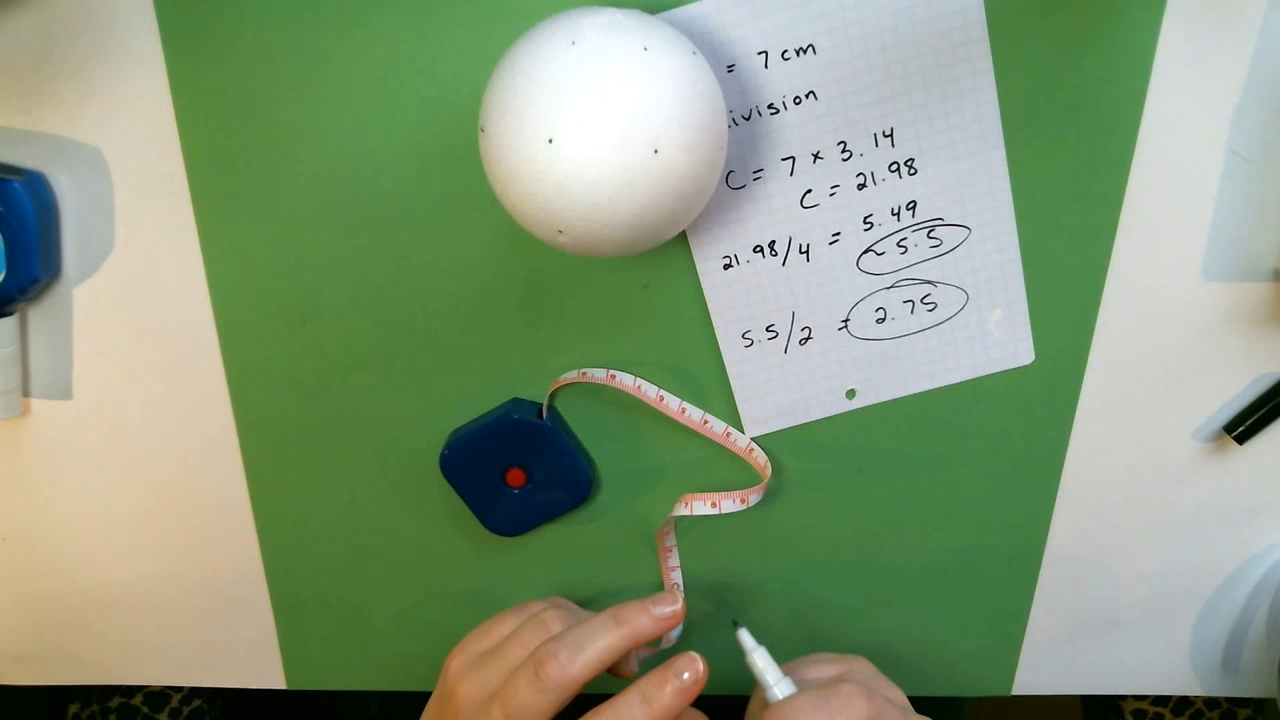 = 7 cm
ivision
C = 7 × 3.14
C = 21.98
21.98/4 = 5.49
~5.5
5.5/2 = 2.75